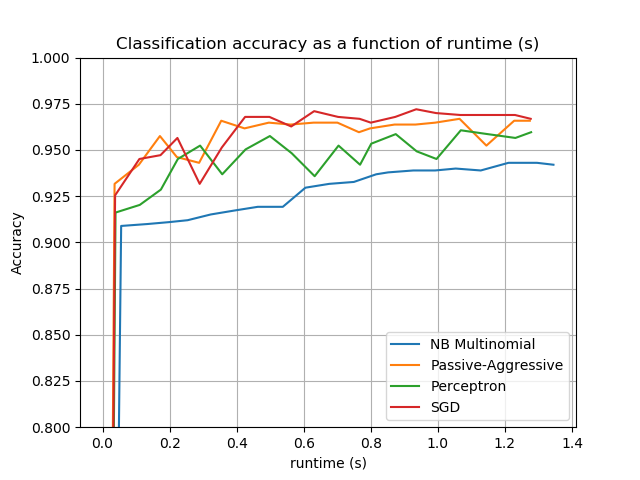 Classification accuracy as a function of runtime (s)
1.000
0.975
0.950
0.925
0.900
0.875
0.850
0.825
0.800
Accuracy
NB Multinomial
Passive-Aggressive
Perceptron
SGD
0.0 0.2 0.4 0.6 0.8 1.0 1.2 1.4
runtime (s)